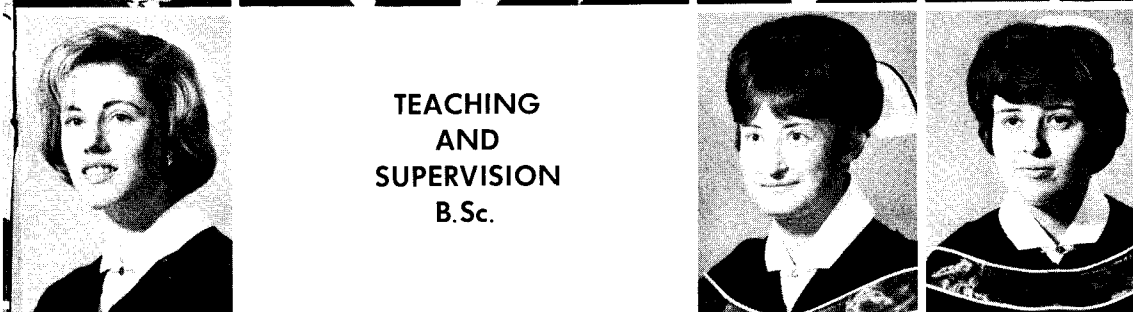 TEACHING
AND
SUPERVISION
B.Sc.